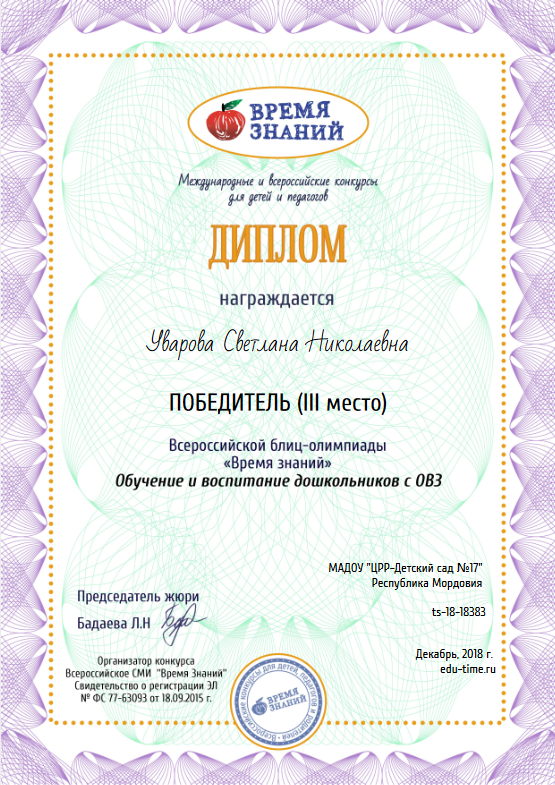 ВРЕМЯ
ЗНАНИЙ
Международные и всероссийские конкурсы
для детей и педагогов
ДИПЛОМ
награждается
Уварова Светлана Николаевна
ПОБЕДИТЕЛЬ (III место)
Всероссийской блиц-олимпиады
«Время знаний»
Обучение и воспитание дошкольников с ОВЗ
МАДОУ "ЦРР-Детский сад №17"
Республика Мордовия
ts-18-18383
Председатель жюри
Бадаева Л.Н
Декабрь, 2018 г.
edu-time.ru
Организатор конкурса
Всероссийское СМИ "Время Знаний"
Свидетельство о регистрации ЭЛ
№ ФС 77-63093 от 18.09.2015 г.
Всероссийские конкурсы для детей, педагогов и родителей
ВРЕМЯ
ЗНАНИЙ